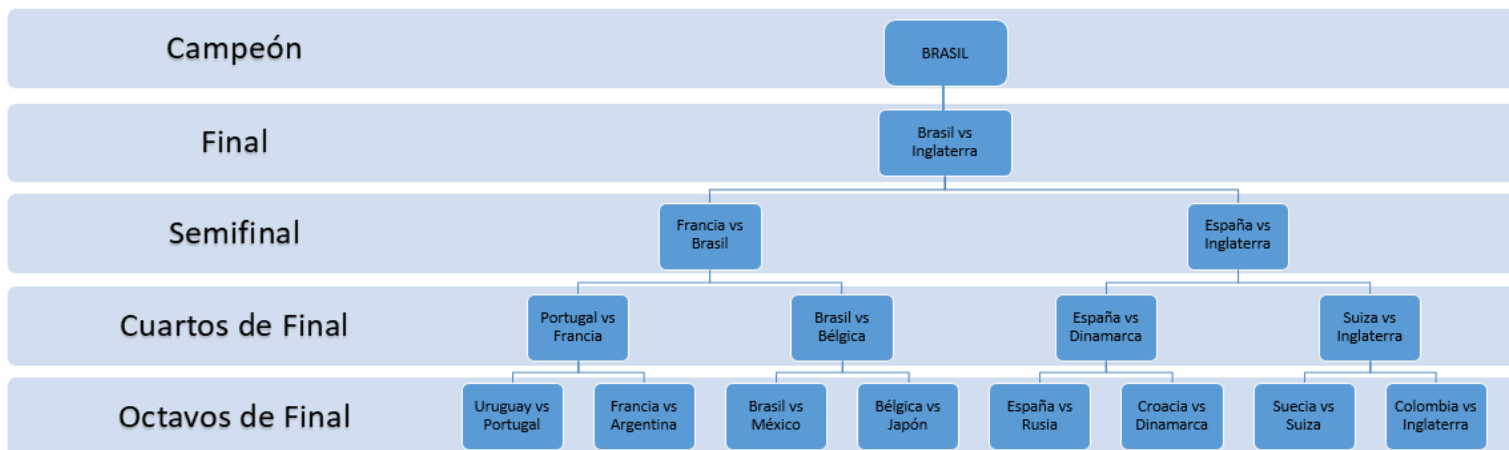 Campeón
BRASIL
Final
Brasil vs
Inglaterra
Semifinal
Francia vs
Brasil
España vs
Inglaterra
Cuartos de Final
Portugal vs
Francia
Brasil vs
Bélgica
España vs
Dinamarca
Suiza vs
Inglaterra
Octavos de Final
Uruguay vs
Portugal
Francia vs
Argentina
Brasil vs
México
Bélgica vs
Japón
España vs
Rusia
Croacia vs
Dinamarca
Suecia vs
Suiza
Colombia vs
Inglaterra